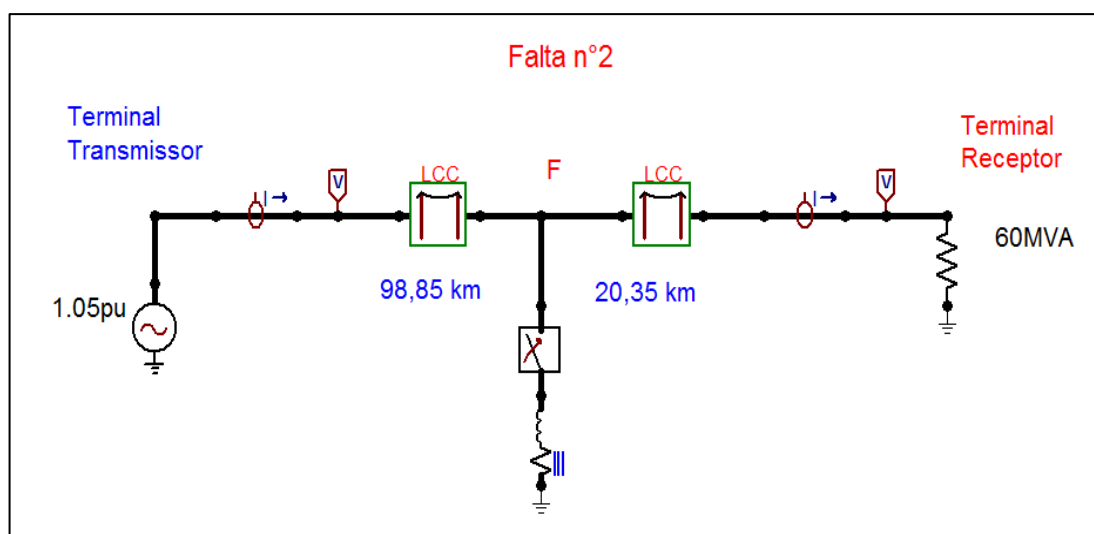 Falta n°2
Terminal
Transmissor
Terminal
Receptor
I
V
LCC
F
LCC
I
V
60MVA
98,85 km
20,35 km
1.05pu